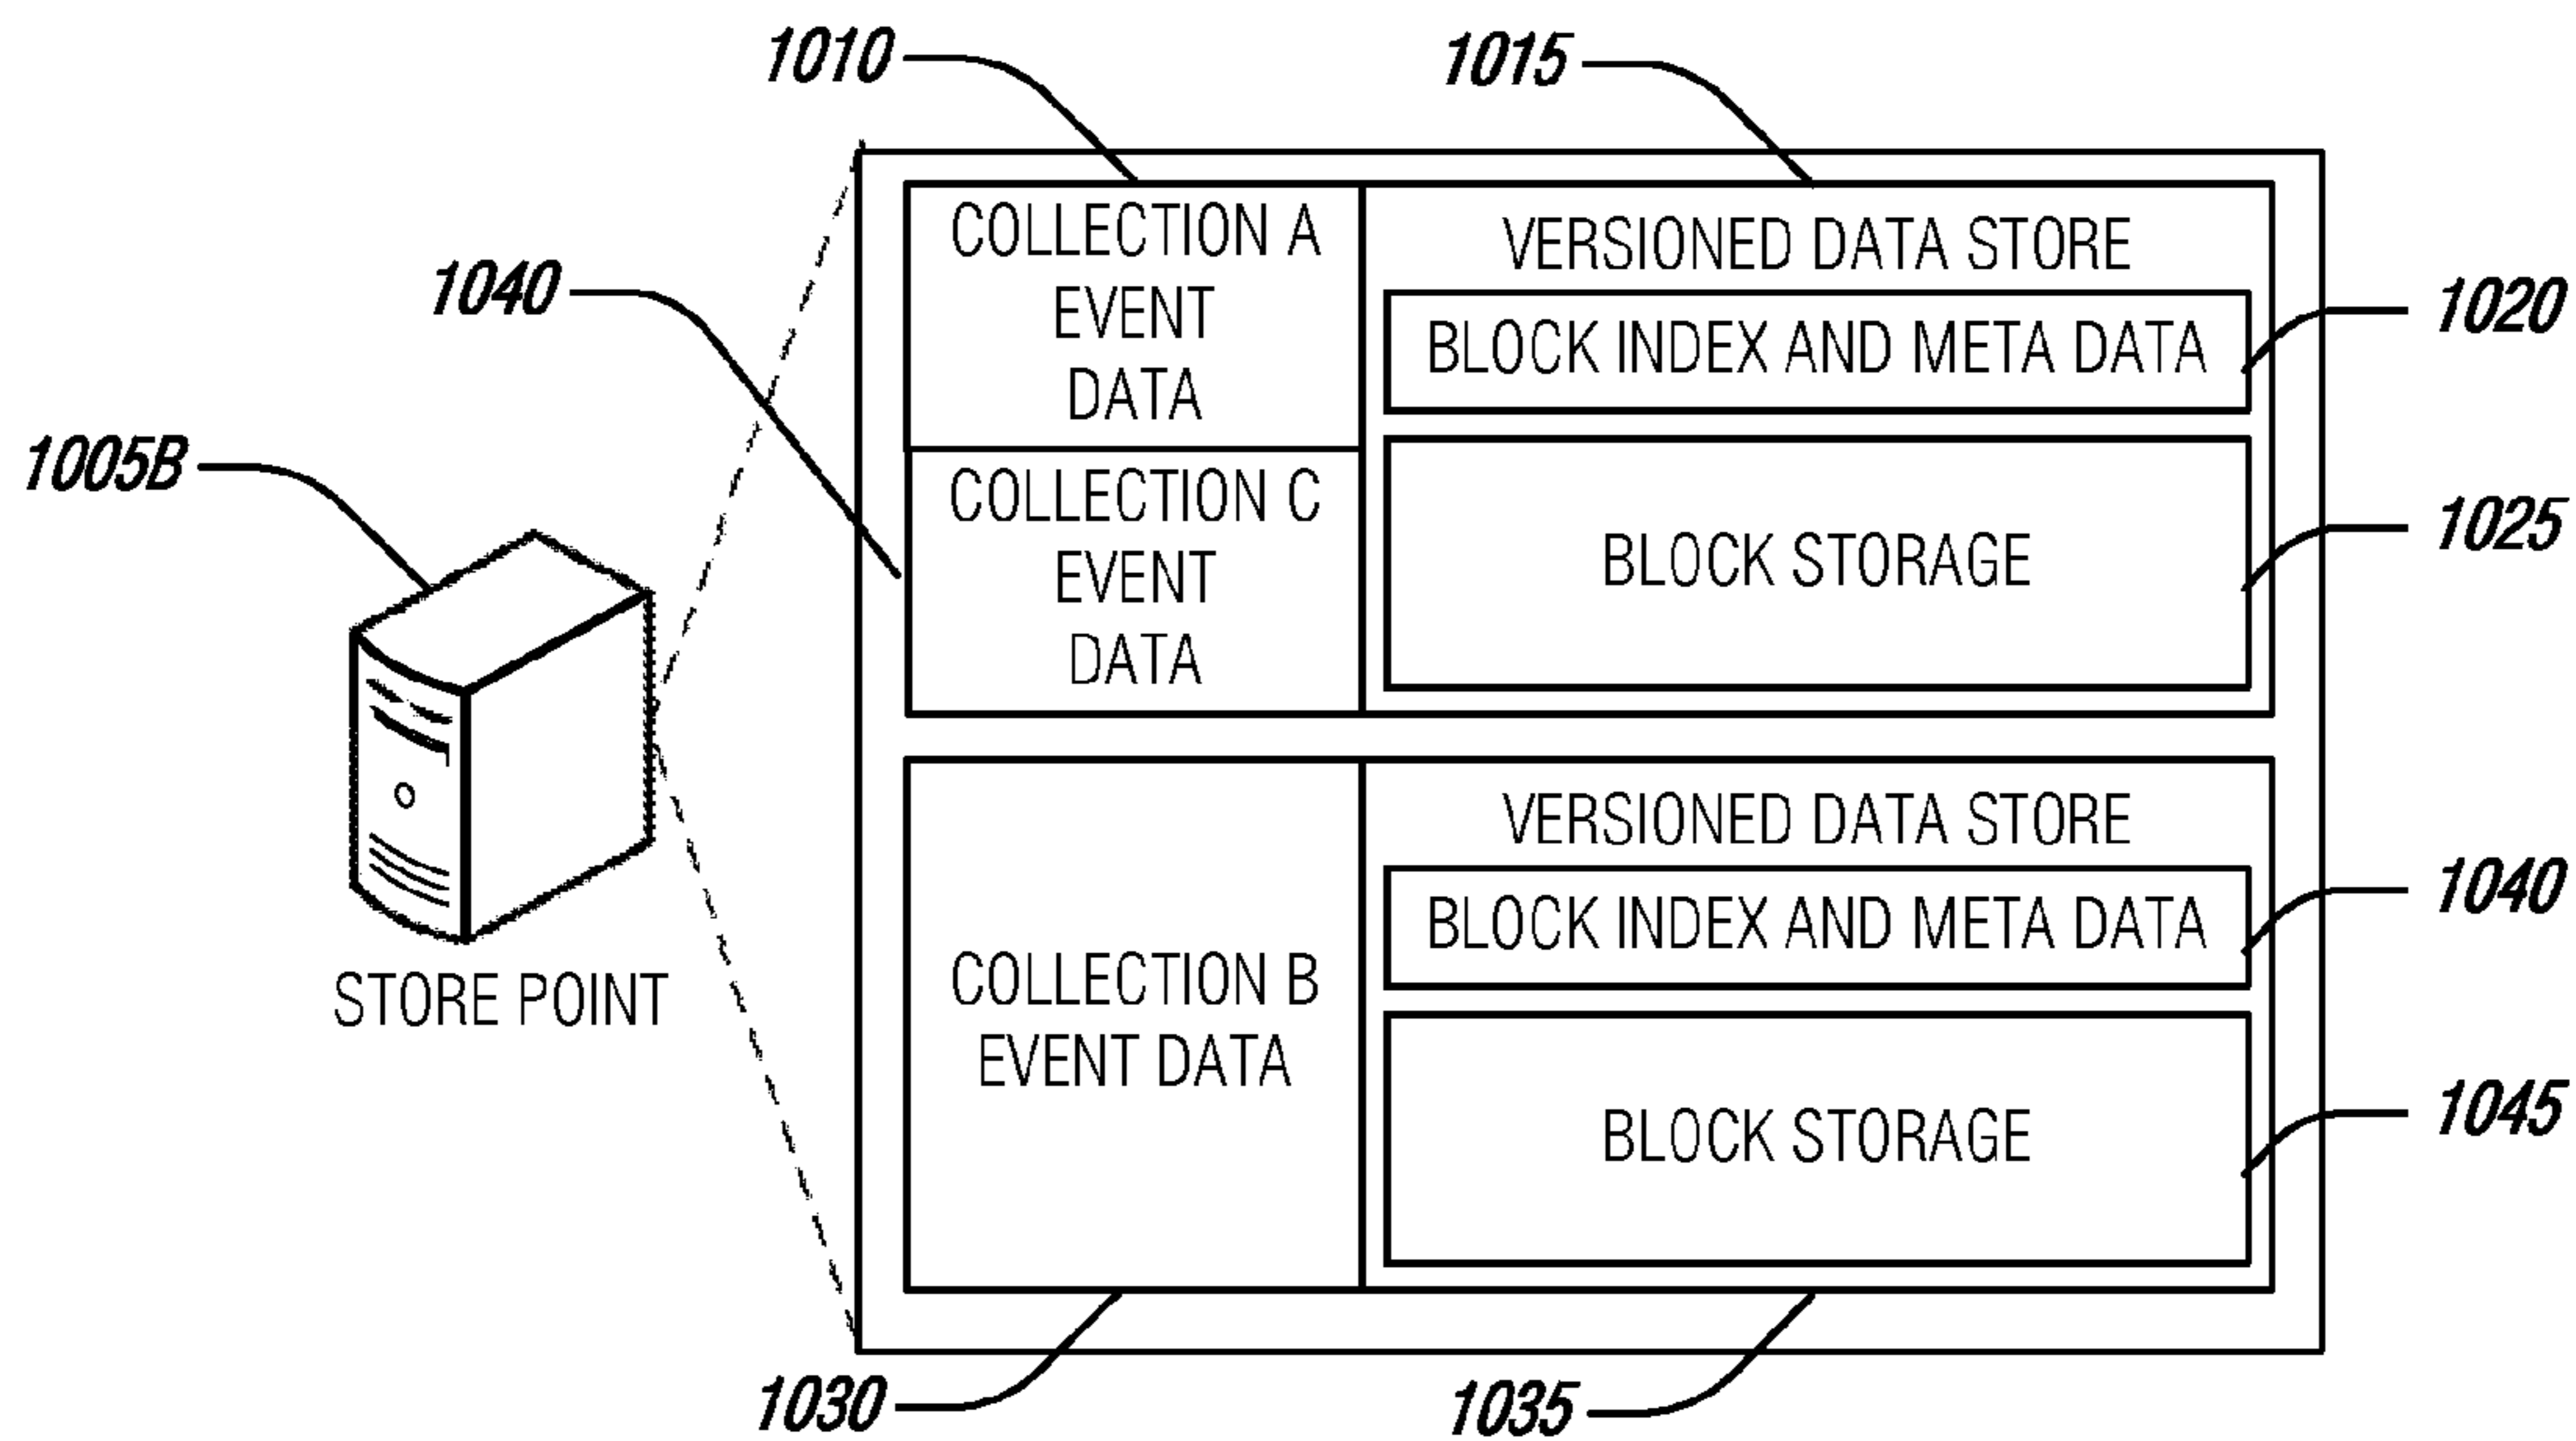 1010
1015
COLLECTION A
EVENT
DATA
VERSIONED DATA STORE
1040
BLOCK INDEX AND META DATA
1020
1005B
COLLECTION C
EVENT
DATA
BLOCK STORAGE
1025
STORE POINT
COLLECTION B
EVENT DATA
VERSIONED DATA STORE
BLOCK INDEX AND META DATA
1040
BLOCK STORAGE
1045
1030
1035